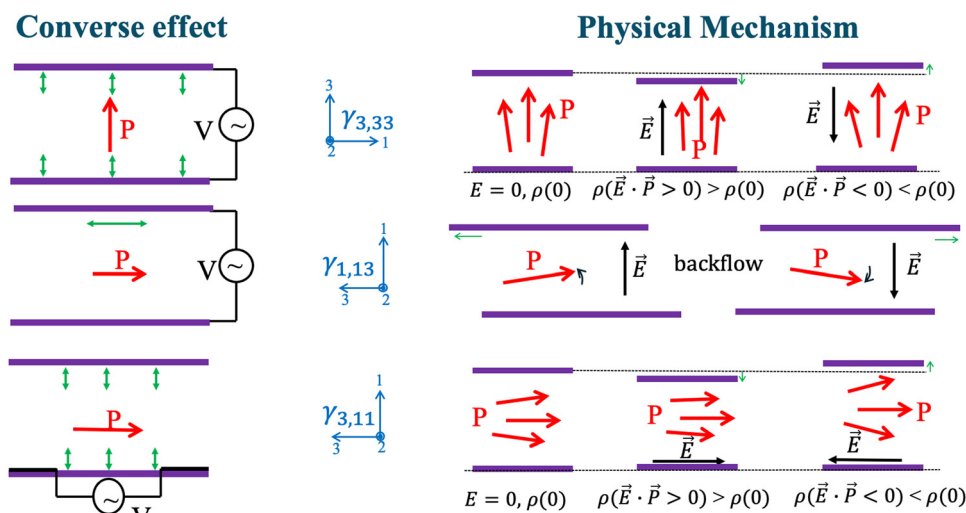 Converse effect
Physical Mechanism
P
V
~
3
γ3,33
2
1
P
E⃗
P
E⃗
P
E = 0, ρ(0)
ρ(E⃗ · P⃗ > 0) > ρ(0)
ρ(E⃗ · P⃗ < 0) < ρ(0)
P
V
~
1
γ1,13
3
2
P
E⃗
backflow
P
E⃗
P
V
~
1
γ3,11
3
2
P
P
E⃗
P
E⃗
E = 0, ρ(0)
ρ(E⃗ · P⃗ > 0) > ρ(0)
ρ(E⃗ · P⃗ < 0) < ρ(0)